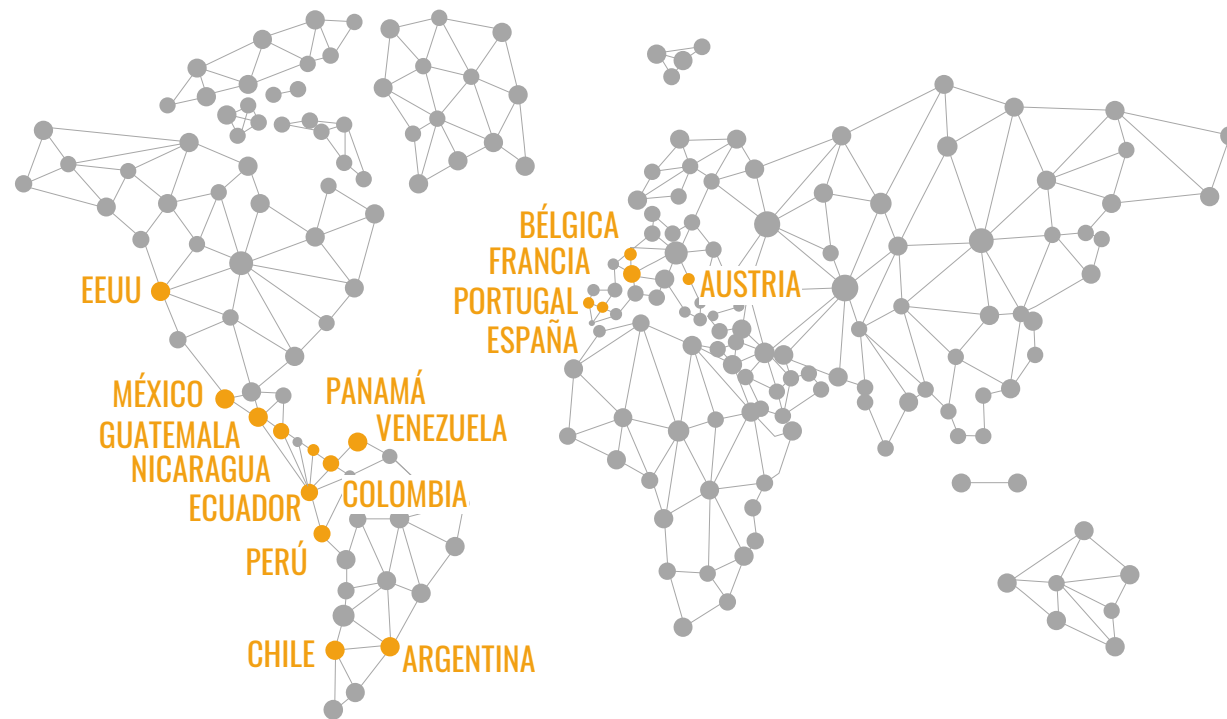 BÉLGICA
FRANCIA
AUSTRIA
EEUU
PORTUGAL
ESPAÑA
PANAMÁ
MÉXICO
VENEZUELA
GUATEMALA
NICARAGUA
COLOMBIA
ECUADOR
PERÚ
CHILE
ARGENTINA